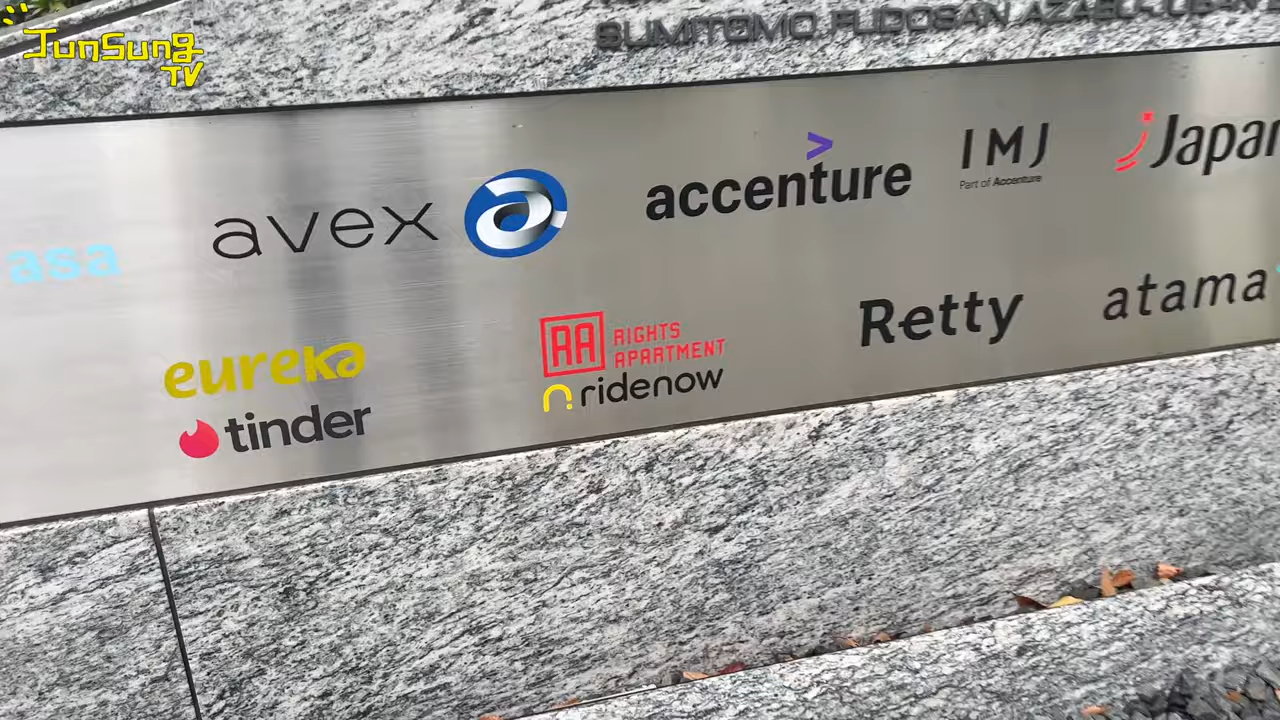 JunSung
TV
SUMITOMO FUDOSAN AZABU-JUBAN
asa
avex
accenture
IMJ
Part of Accenture
Japan
eureka
tinder
RA RIGHTS
APARTMENT
ridenow
Retty
atama